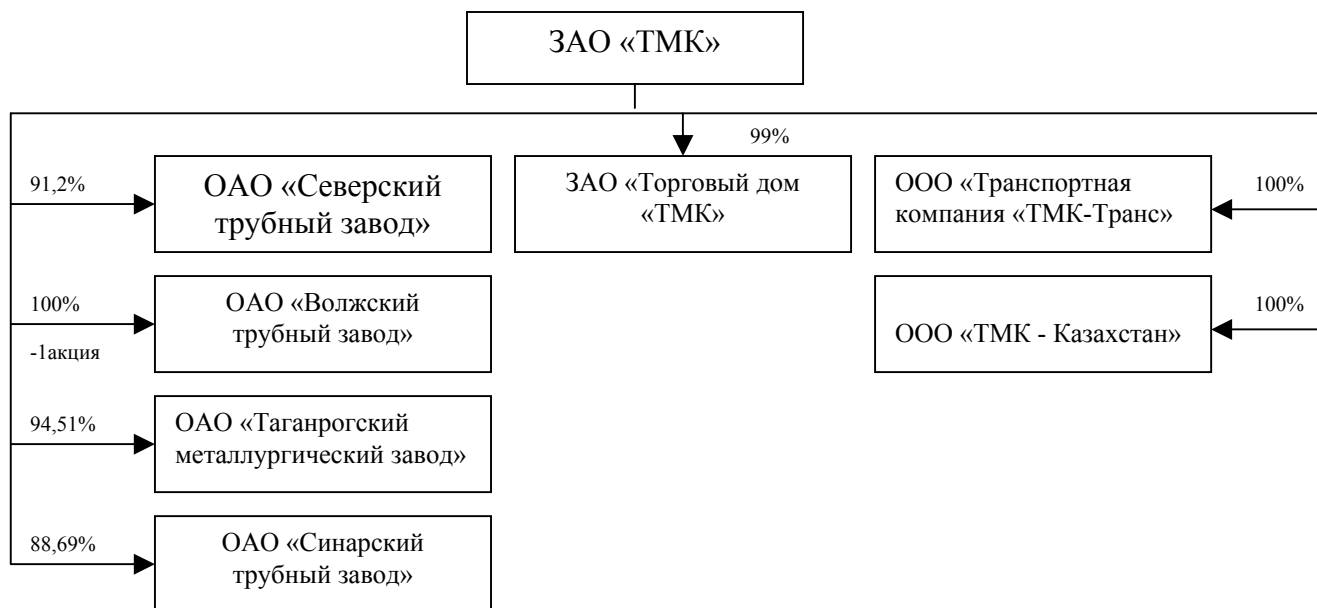 ЗАО «ТМК»
99%
91,2%
ОАО «Северский
трубный завод»
ЗАО «Торговый дом
«ТМК»
ООО «Транспортная
компания «ТМК-Транс»
100%
100%
-1акция
ОАО «Волжский
трубный завод»
ООО «ТМК - Казахстан»
100%
94,51%
ОАО «Таганрогский
металлургический завод»
88,69%
ОАО «Синарский
трубный завод»